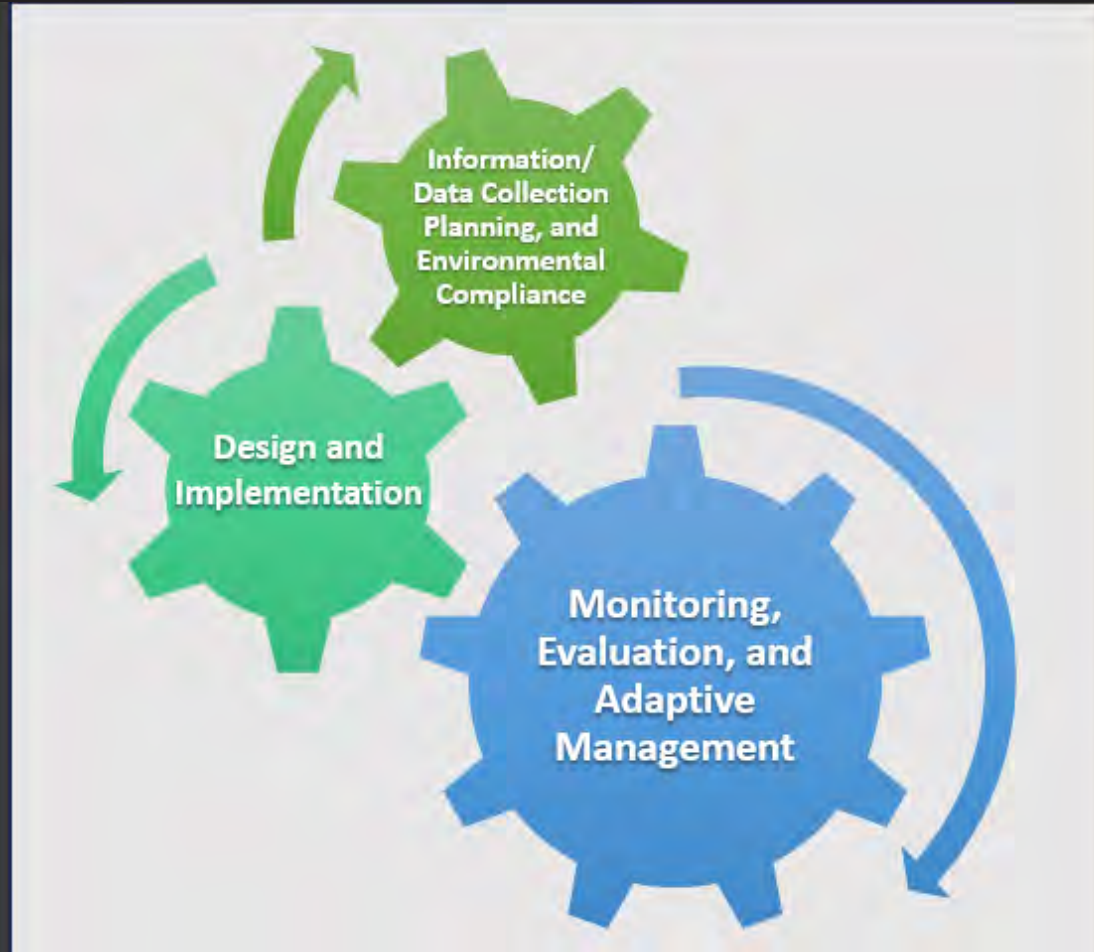 Information/
Data Collection
Planning, and
Environmental
Compliance
Design and
Implementation
Monitoring,
Evaluation, and
Adaptive
Management